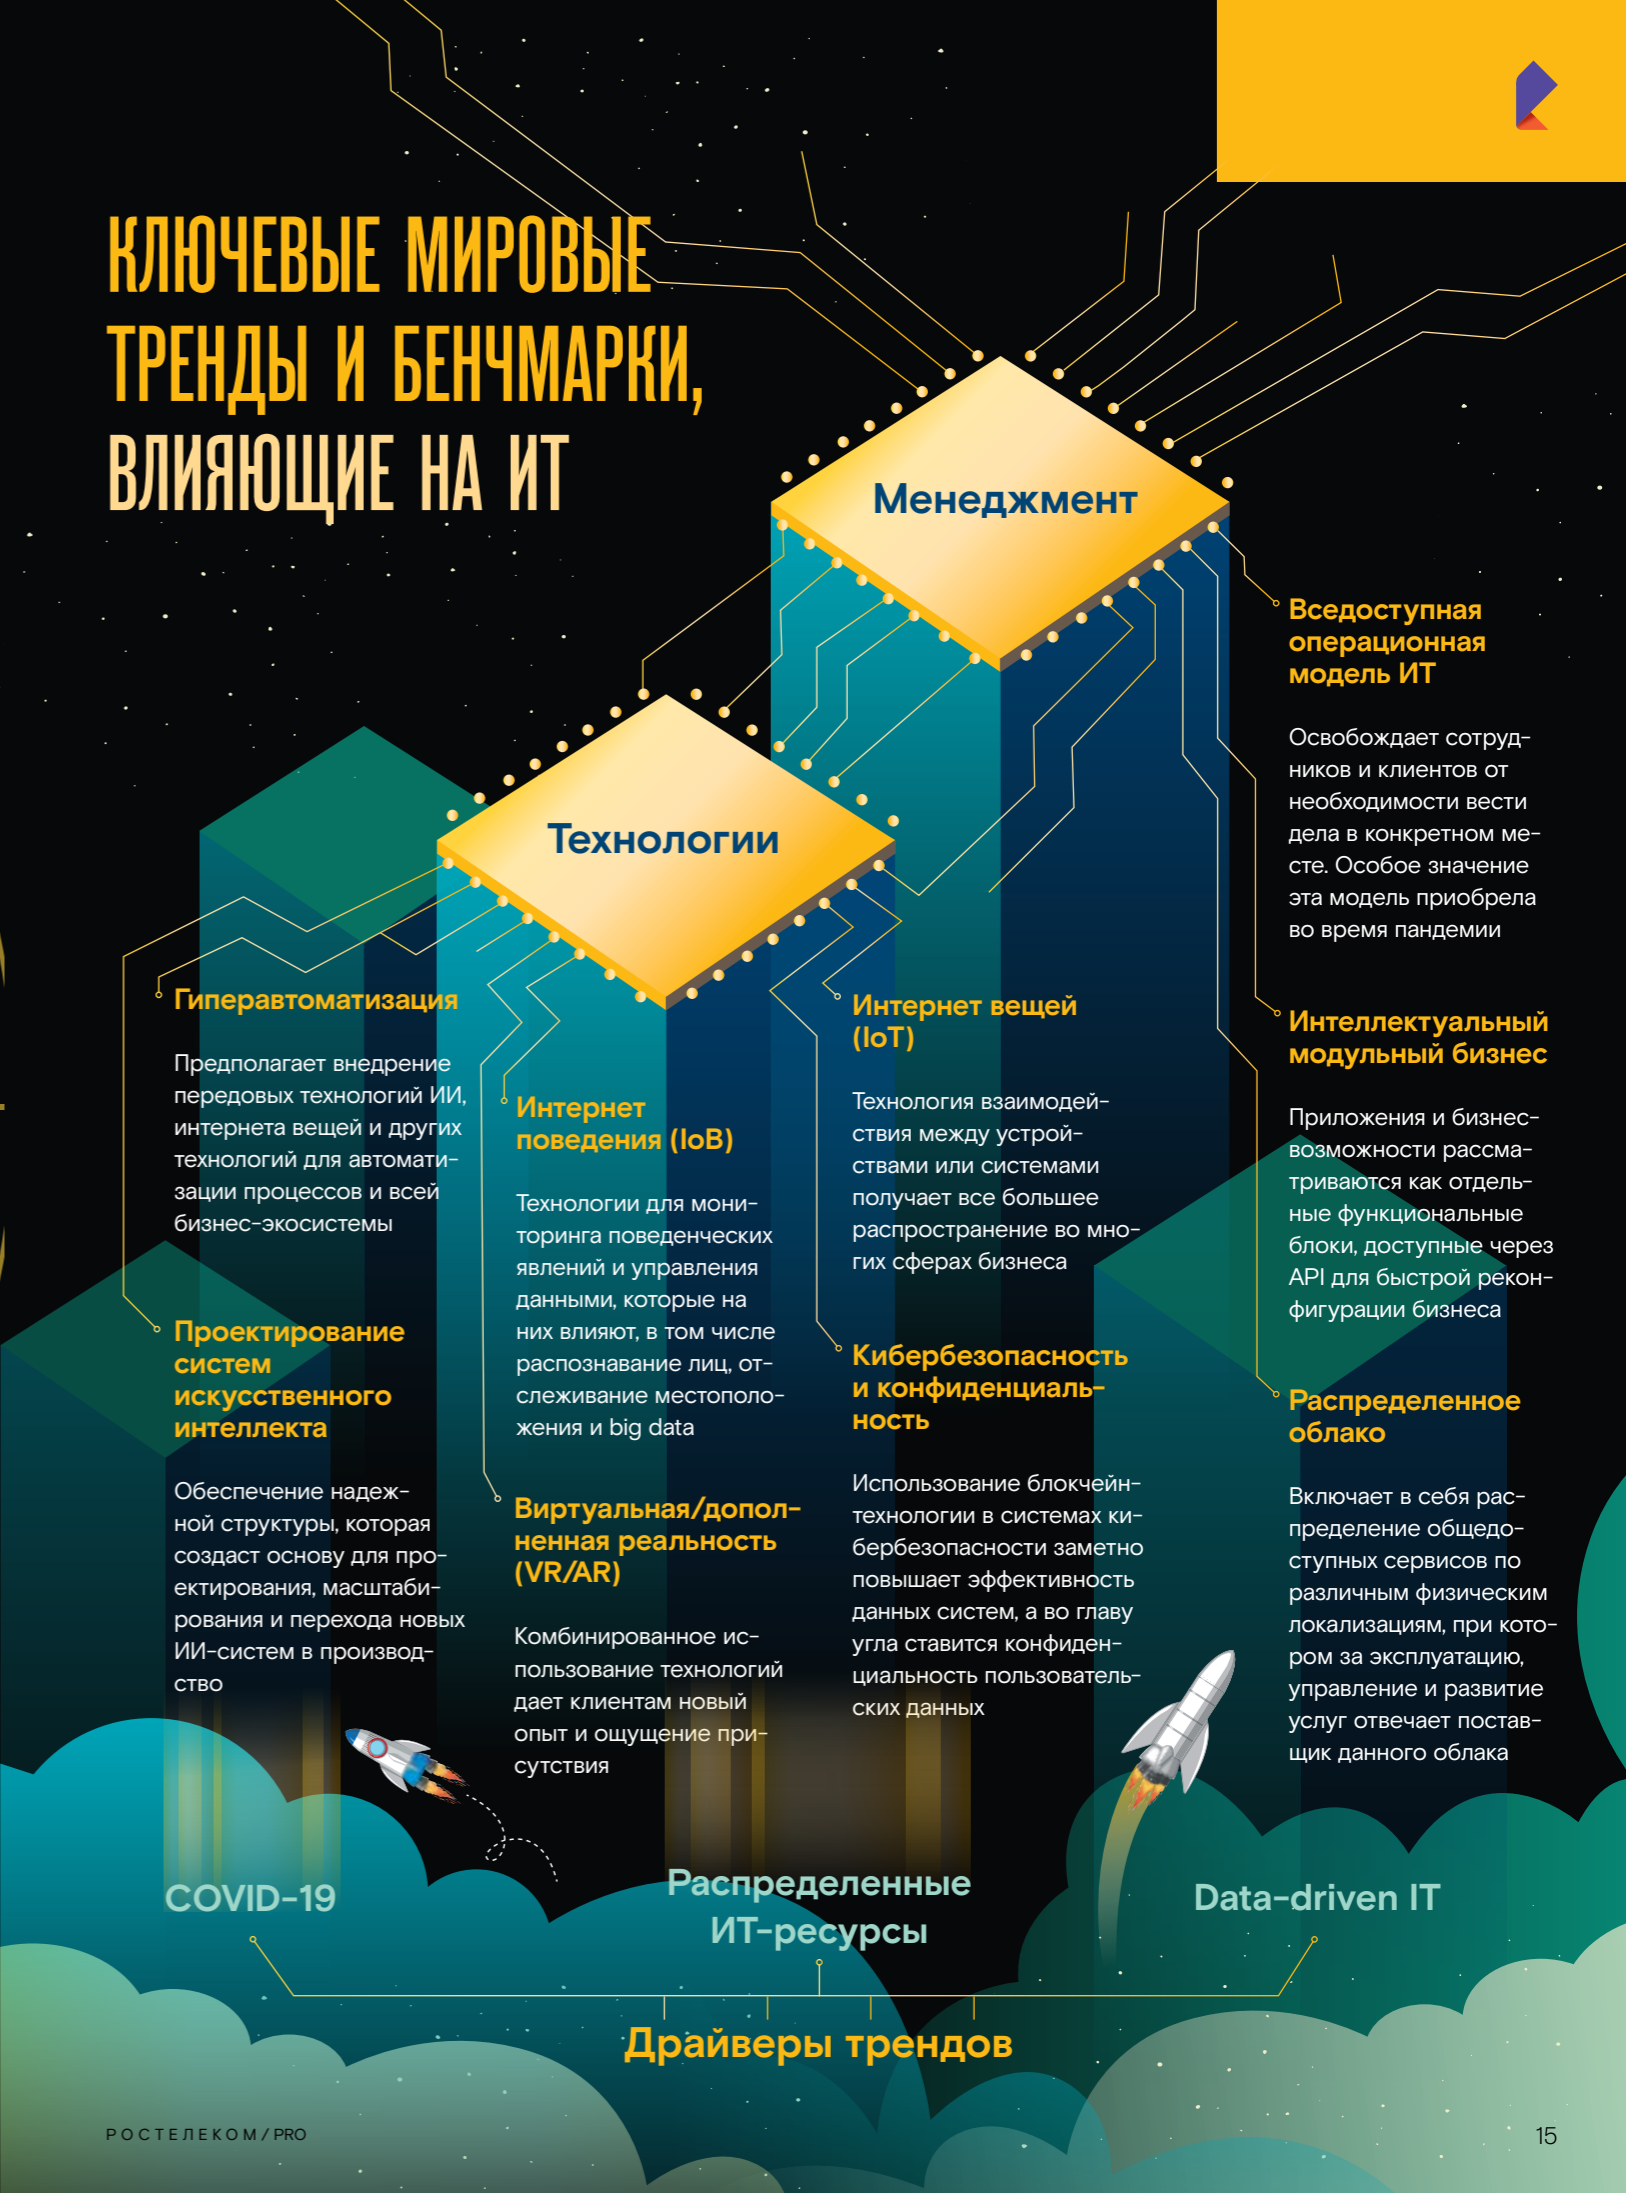 КЛЮЧЕВЫЕ МИРОВЫЕ
ТРЕНДЫ И БЕНЧМАРКИ,
ВЛИЯЮЩИЕ НА ИТ
Менеджмент
Вседоступная
операционная
модель ИТ
Освобождает сотруд-
ников и клиентов от
необходимости вести
дела в конкретном ме-
сте. Особое значение
эта модель приобрела
во время пандемии
Интеллектуальный
модульный бизнес
Приложения и бизнес-
возможности рассма-
триваются как отдель-
ные функциональные
блоки, доступные через
API для быстрой рекон-
фигурации бизнеса
Распределенное
облако
Включает в себя рас-
пределение общедо-
ступных сервисов по
различным физическим
локализациям, при кото-
ром за эксплуатацию,
управление и развитие
услуг отвечает постав-
щик данного облака
Технологии
Гиперавтоматизация
Предполагает внедрение
передовых технологий ИИ,
интернета вещей и других
технологий для автомати-
зации процессов и всей
бизнес-экосистемы
Проектирование
систем
искусственного
интеллекта
Обеспечение надеж-
ной структуры, которая
создаст основу для про-
ектирования, масштаби-
рования и перехода новых
ИИ-систем в производ-
ство
Интернет
поведения (IoB)
Технологии для мони-
торинга поведенческих
явлений и управления
данными, которые на
них влияют, в том числе
распознавание лиц, от-
слеживание местополо-
жения и big data
Виртуальная/допол-
ненная реальность
(VR/AR)
Комбинированное ис-
пользование технологий
дает клиентам новый
опыт и ощущение при-
сутствия
Интернет вещей
(IoT)
Технология взаимодей-
ствия между устрой-
ствами или системами
получает все большее
распространение во мно-
гих сферах бизнеса
Кибербезопасность
и конфиденциаль-
ность
Использование блокчейн-
технологии в системах ки-
бербезопасности заметно
повышает эффективность
данных систем, а во главу
угла ставится конфиден-
циальность пользователь-
ских данных
COVID-19
Распределенные
ИТ-ресурсы
Data-driven IT
Драйверы трендов
РОСТЕЛЕКОМ/PRO
15